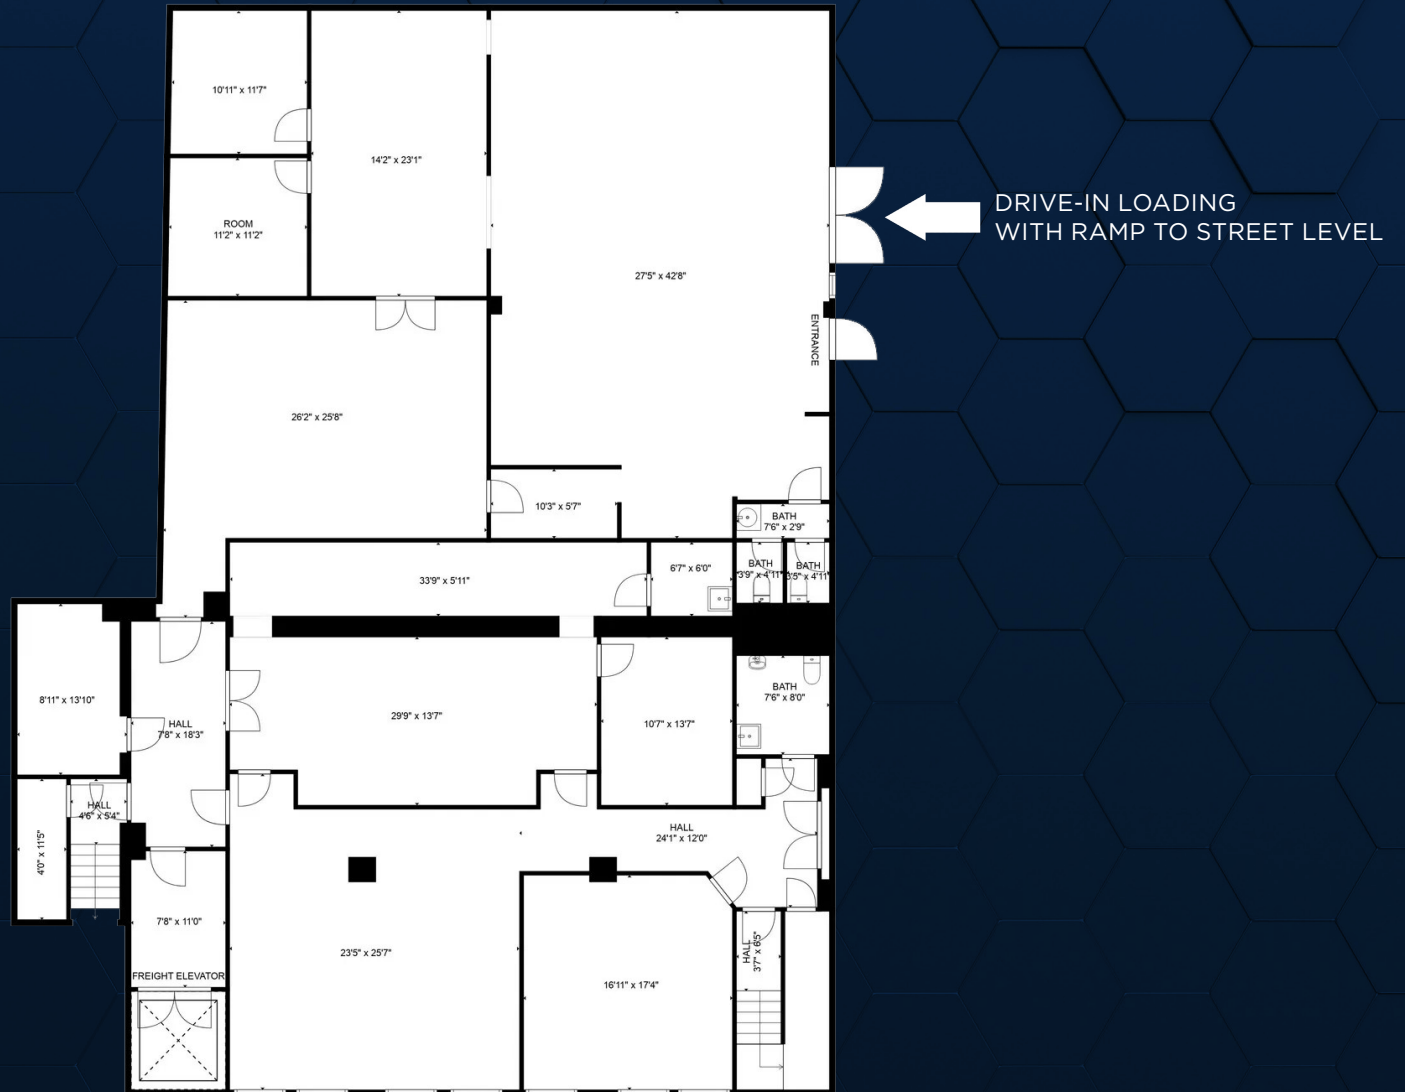 10'11" x 11'7"
14'2" x 23'1"
ROOM
11'2" x 11'2"
DRIVE-IN LOADING
WITH RAMP TO STREET LEVEL
27'5" x 42'8"
ENTRANCE
26'2" x 25'8"
10'3" x 5'7"
BATH
7'6" x 2'9"
33'9" x 5'11"
6'7" x 6'0"
BATH
3'9" x 4'11"
BATH
3'5" x 4'11"
8'11" x 13'10"
HALL
7'8" x 18'3"
29'9" x 13'7"
10'7" x 13'7"
BATH
7'6" x 8'0"
HALL
4'6" x 5'4"
4'0" x 11'5"
HALL
24'1" x 12'0"
7'8" x 11'0"
FREIGHT ELEVATOR
23'5" x 25'7"
16'11" x 17'4"
HALL
3'7" x 6'5"